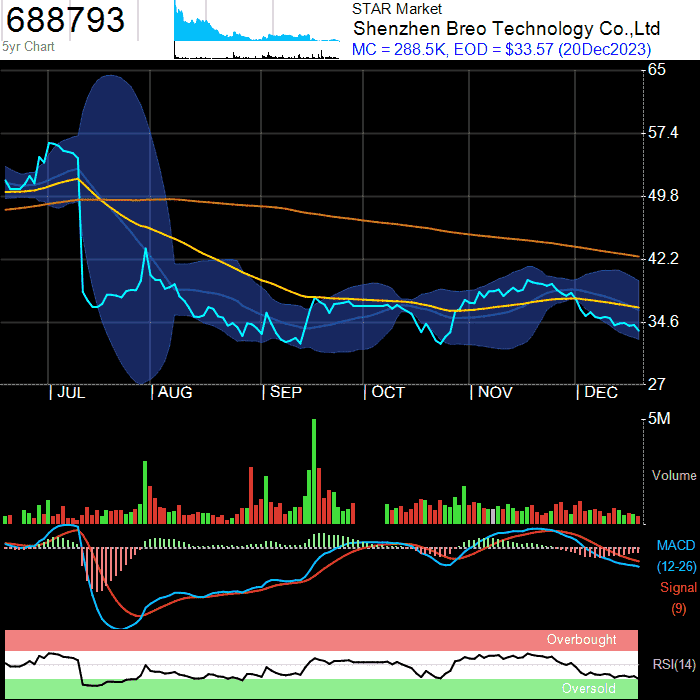 688793
5yr Chart
STAR Market
Shenzhen Breo Technology Co.,Ltd
MC = 288.5K, EOD = $33.57 (20Dec2023)
65
57.4
49.8
42.2
34.6
27
JUL
AUG
SEP
OCT
NOV
DEC
5M
Volume
MACD
(12-26)
Signal
(9)
Overbought
RSI(14)
Oversold